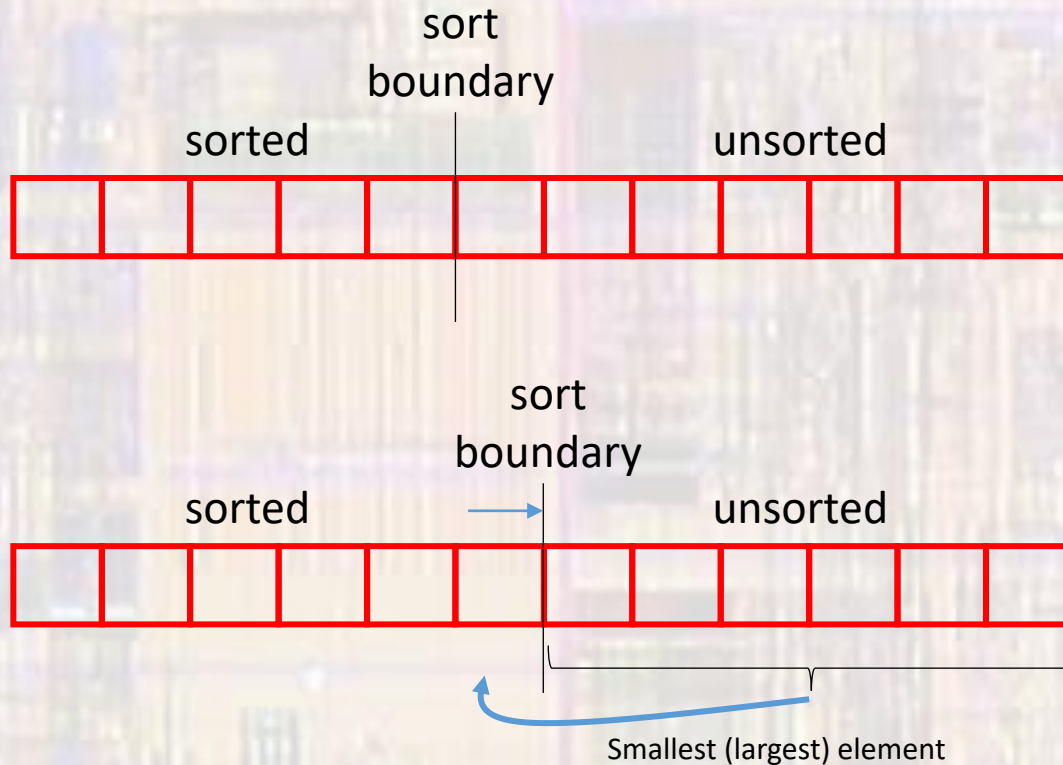 sort
boundary
sorted
unsorted
sort
boundary
sorted
unsorted
Smallest (largest) element